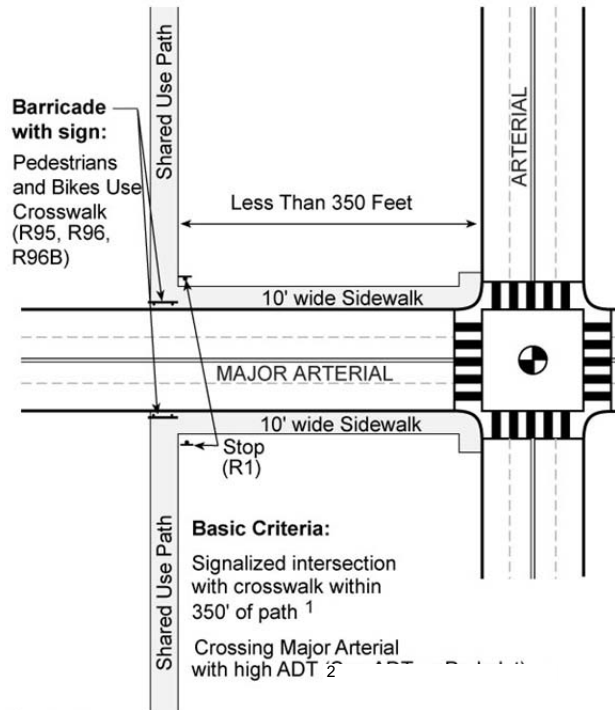 Shared Use Path
Barricade
with sign:
Pedestrians
and Bikes Use
Crosswalk
(R95, R96,
R96B)
ARTERIAL
Less Than 350 Feet
10' wide Sidewalk
MAJOR ARTERIAL
10' wide Sidewalk
Stop
(R1)
Shared Use Path
Basic Criteria:
Signalized intersection
with crosswalk within
350' of path 1
Crossing Major Arterial
with high ADT 2